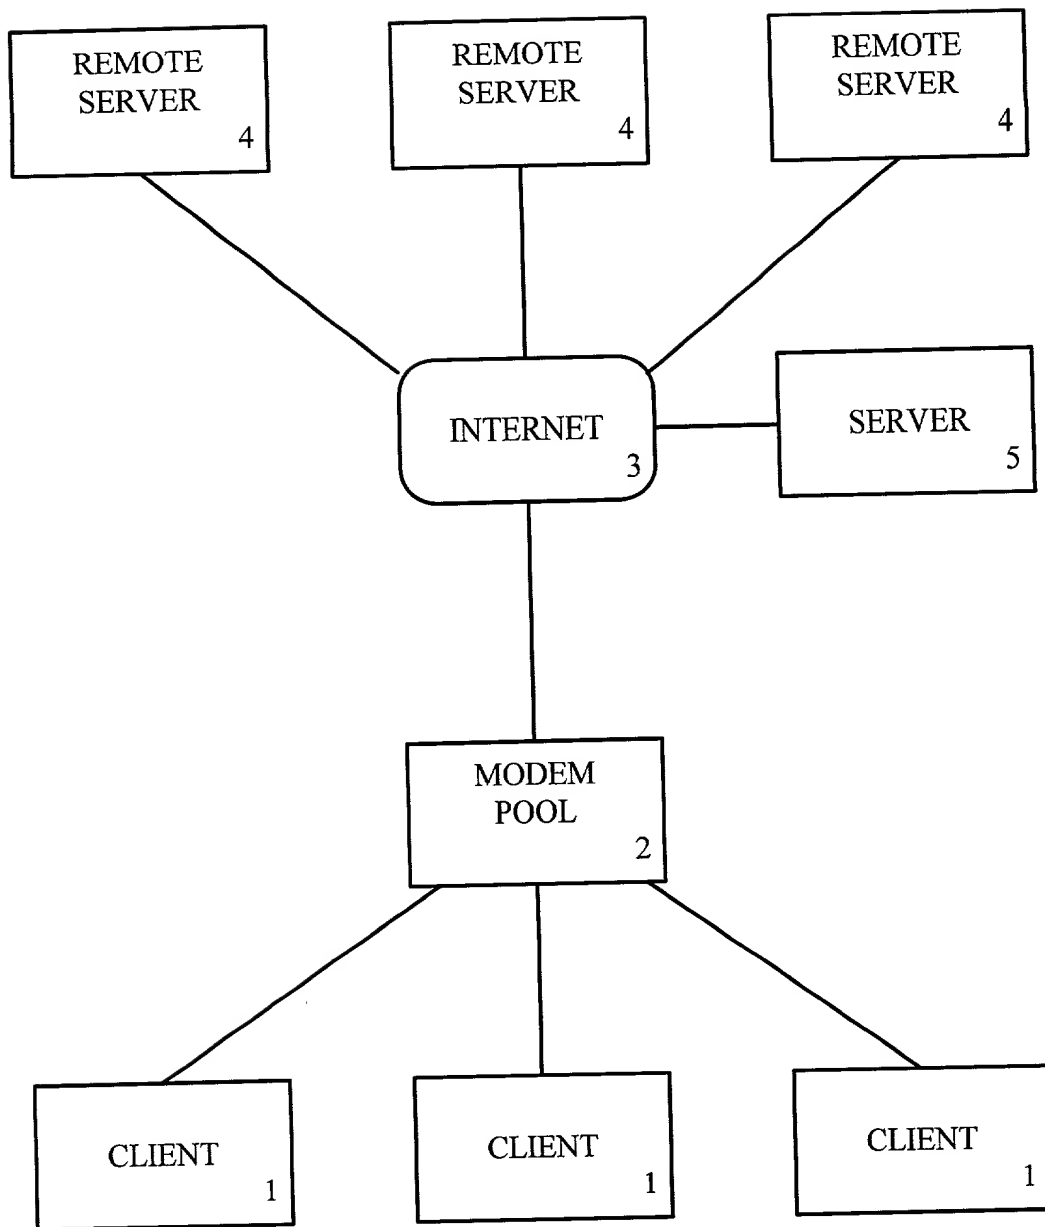 REMOTE
SERVER
4
REMOTE
SERVER
4
REMOTE
SERVER
4
INTERNET
3
SERVER
5
MODEM
POOL
2
CLIENT
1
CLIENT
1
CLIENT
1